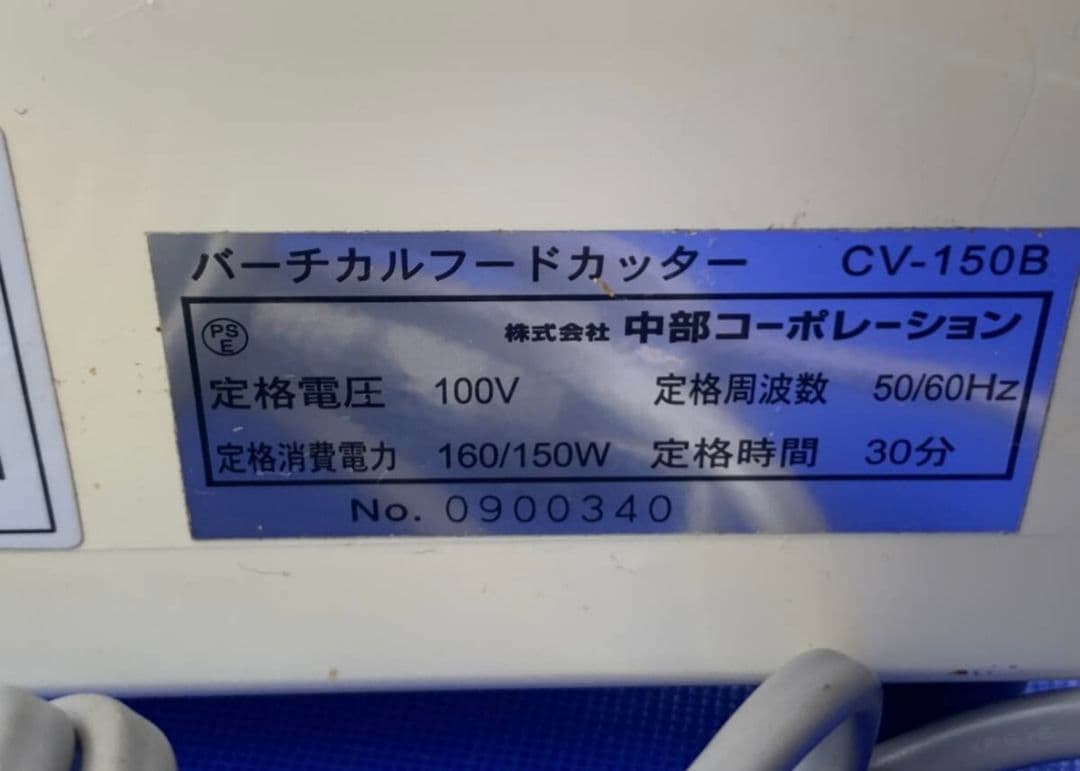 バーチカルフードカッター CV-150B
PS
E
株式会社 中部コーポレーション
定格電圧 100V 定格周波数 50/60Hz
定格消費電力 160/150W 定格時間 30分
No. 0900340